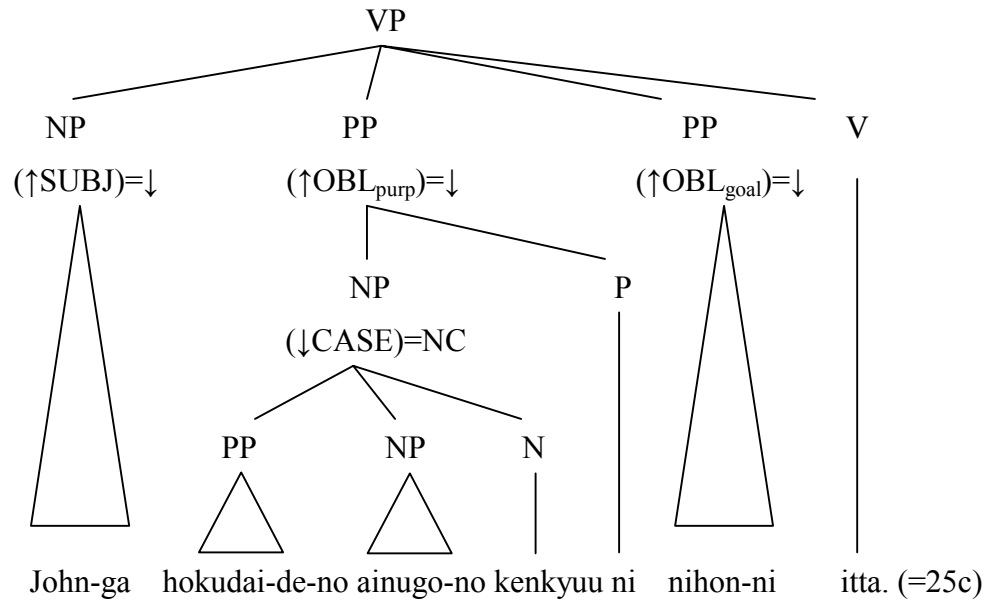 VP
NP PP PP V
(↑SUBJ)=↓ (↑OBLpurp)=↓ (↑OBLgoal)=↓
NP P
(↓CASE)=NC
PP NP N
John-ga hokudai-de-no ainugo-no kenkyuu ni nihon-ni itta. (=25c)